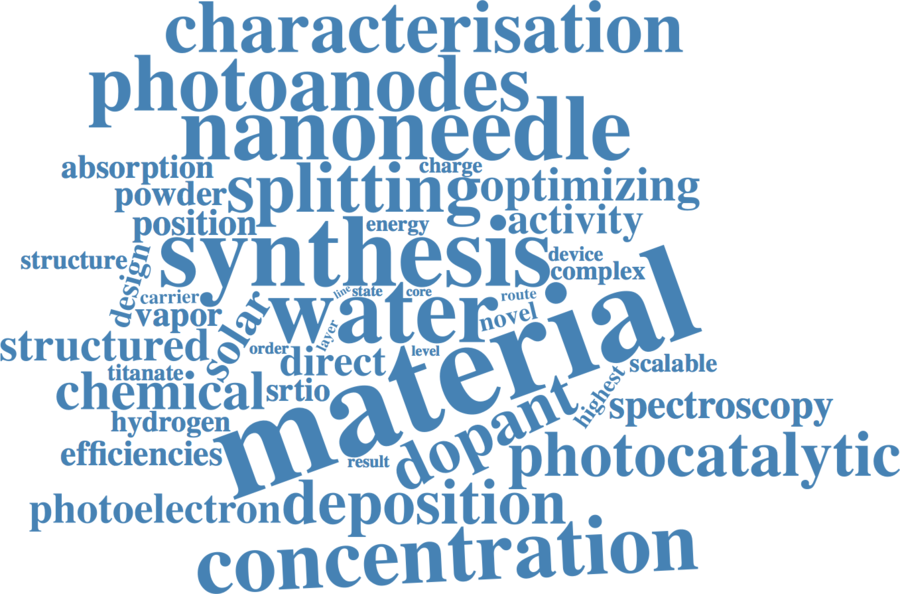 characterisation
photoanodes
nanoneedle
absorption
charge
powder
splitting
optimizing
position
energy
activity
synthesis
structure
device
complex
design
carrier
line
state
core
route
vapor
solar
water
novel
material
layer
structured
order
direct
level
titanate
scalable
chemical
srtio
highest
hydrogen
dopant
spectroscopy
efficiencies
result
photocatalytic
photoelectron
deposition
concentration